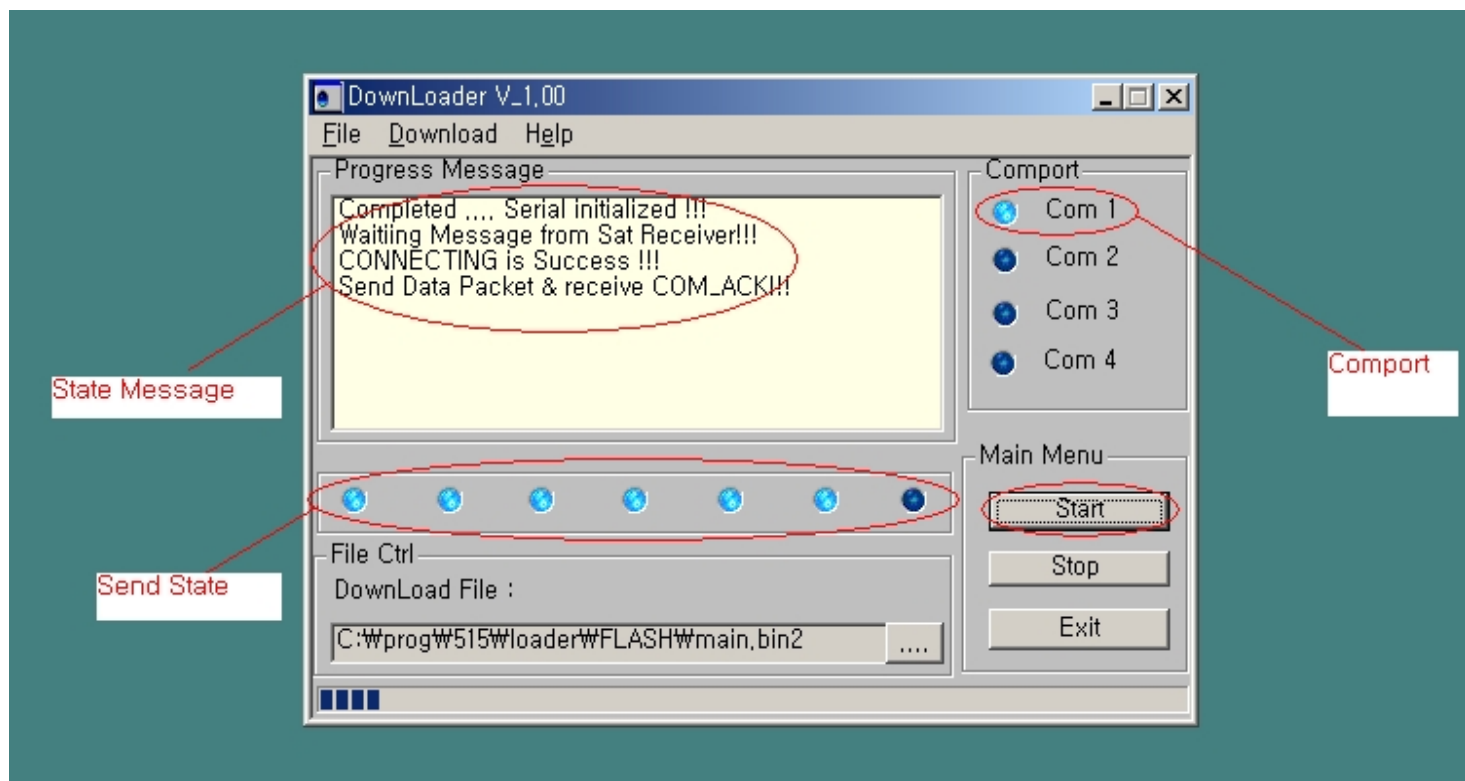 DownLoader V_1.00
File Download Help
Progress Message
Completed .... Serial initialized !!!
Waitiing Message from Sat Receiver!!!
CONNECTING is Success !!!
Send Data Packet & receive COM_ACK!!!
Comport
Com 1
Com 2
Com 3
Com 4
State Message
Comport
Main Menu
Start
Stop
Exit
Send State
File Ctrl
DownLoad File :
C:₩prog₩515₩loader₩FLASH₩main.bin2
....